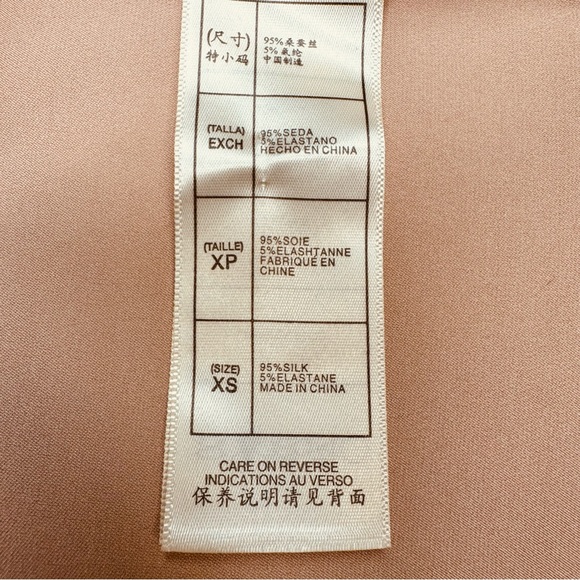 (尺寸)
特小码
95%桑蚕丝
5%氨纶
中国制造
(TALLA)
EXCH
95%SEDA
5%ELASTANO
HECHO EN CHINA
(TAILLE)
XP
95%SOIE
5%ELASHTANNE
FABRIQUÉ EN
CHINE
(SIZE)
XS
95%SILK
5%ELASTANE
MADE IN CHINA
CARE ON REVERSE
INDICATIONS AU VERSO
保养说明请见背面